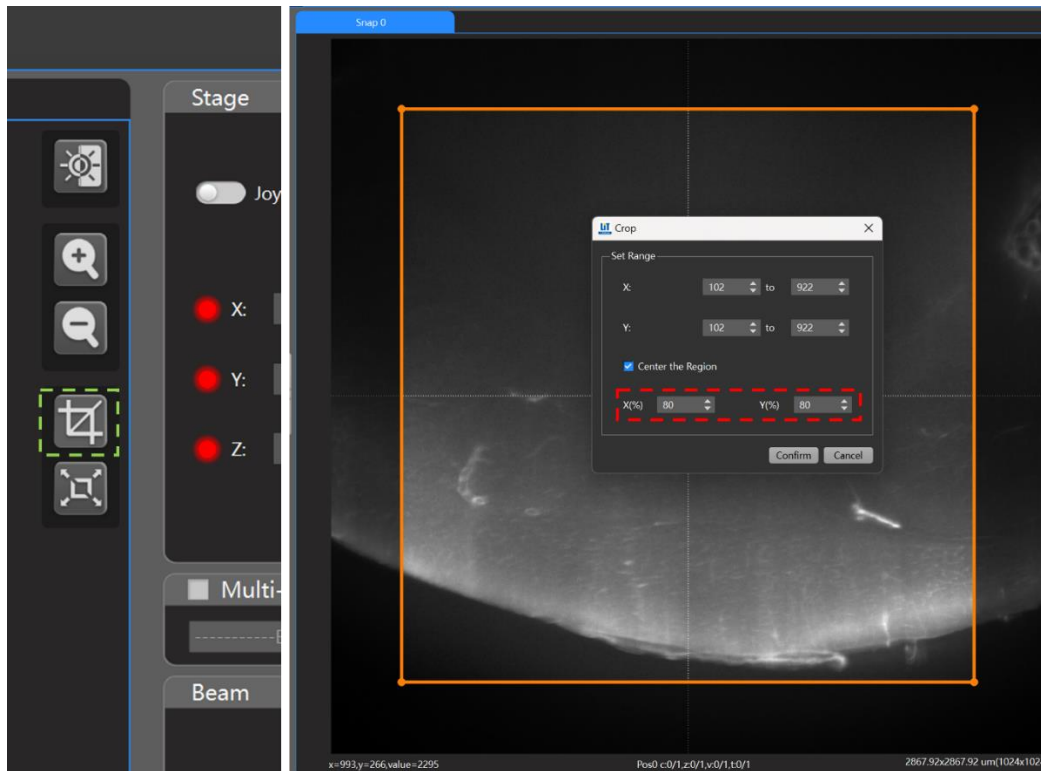 Stage
Joy
X:
Y:
Z:
Multi-
Beam
Snap 0
LiT Crop
Set Range
X: 102 to 922
Y: 102 to 922
Center the Region
X(%) 80 Y(%) 80
Confirm Cancel
x=993,y=266,value=2295 Pos0 c:0/1,z:0/1,v:0/1,t:0/1 2867.92x2867.92 um[1024x102